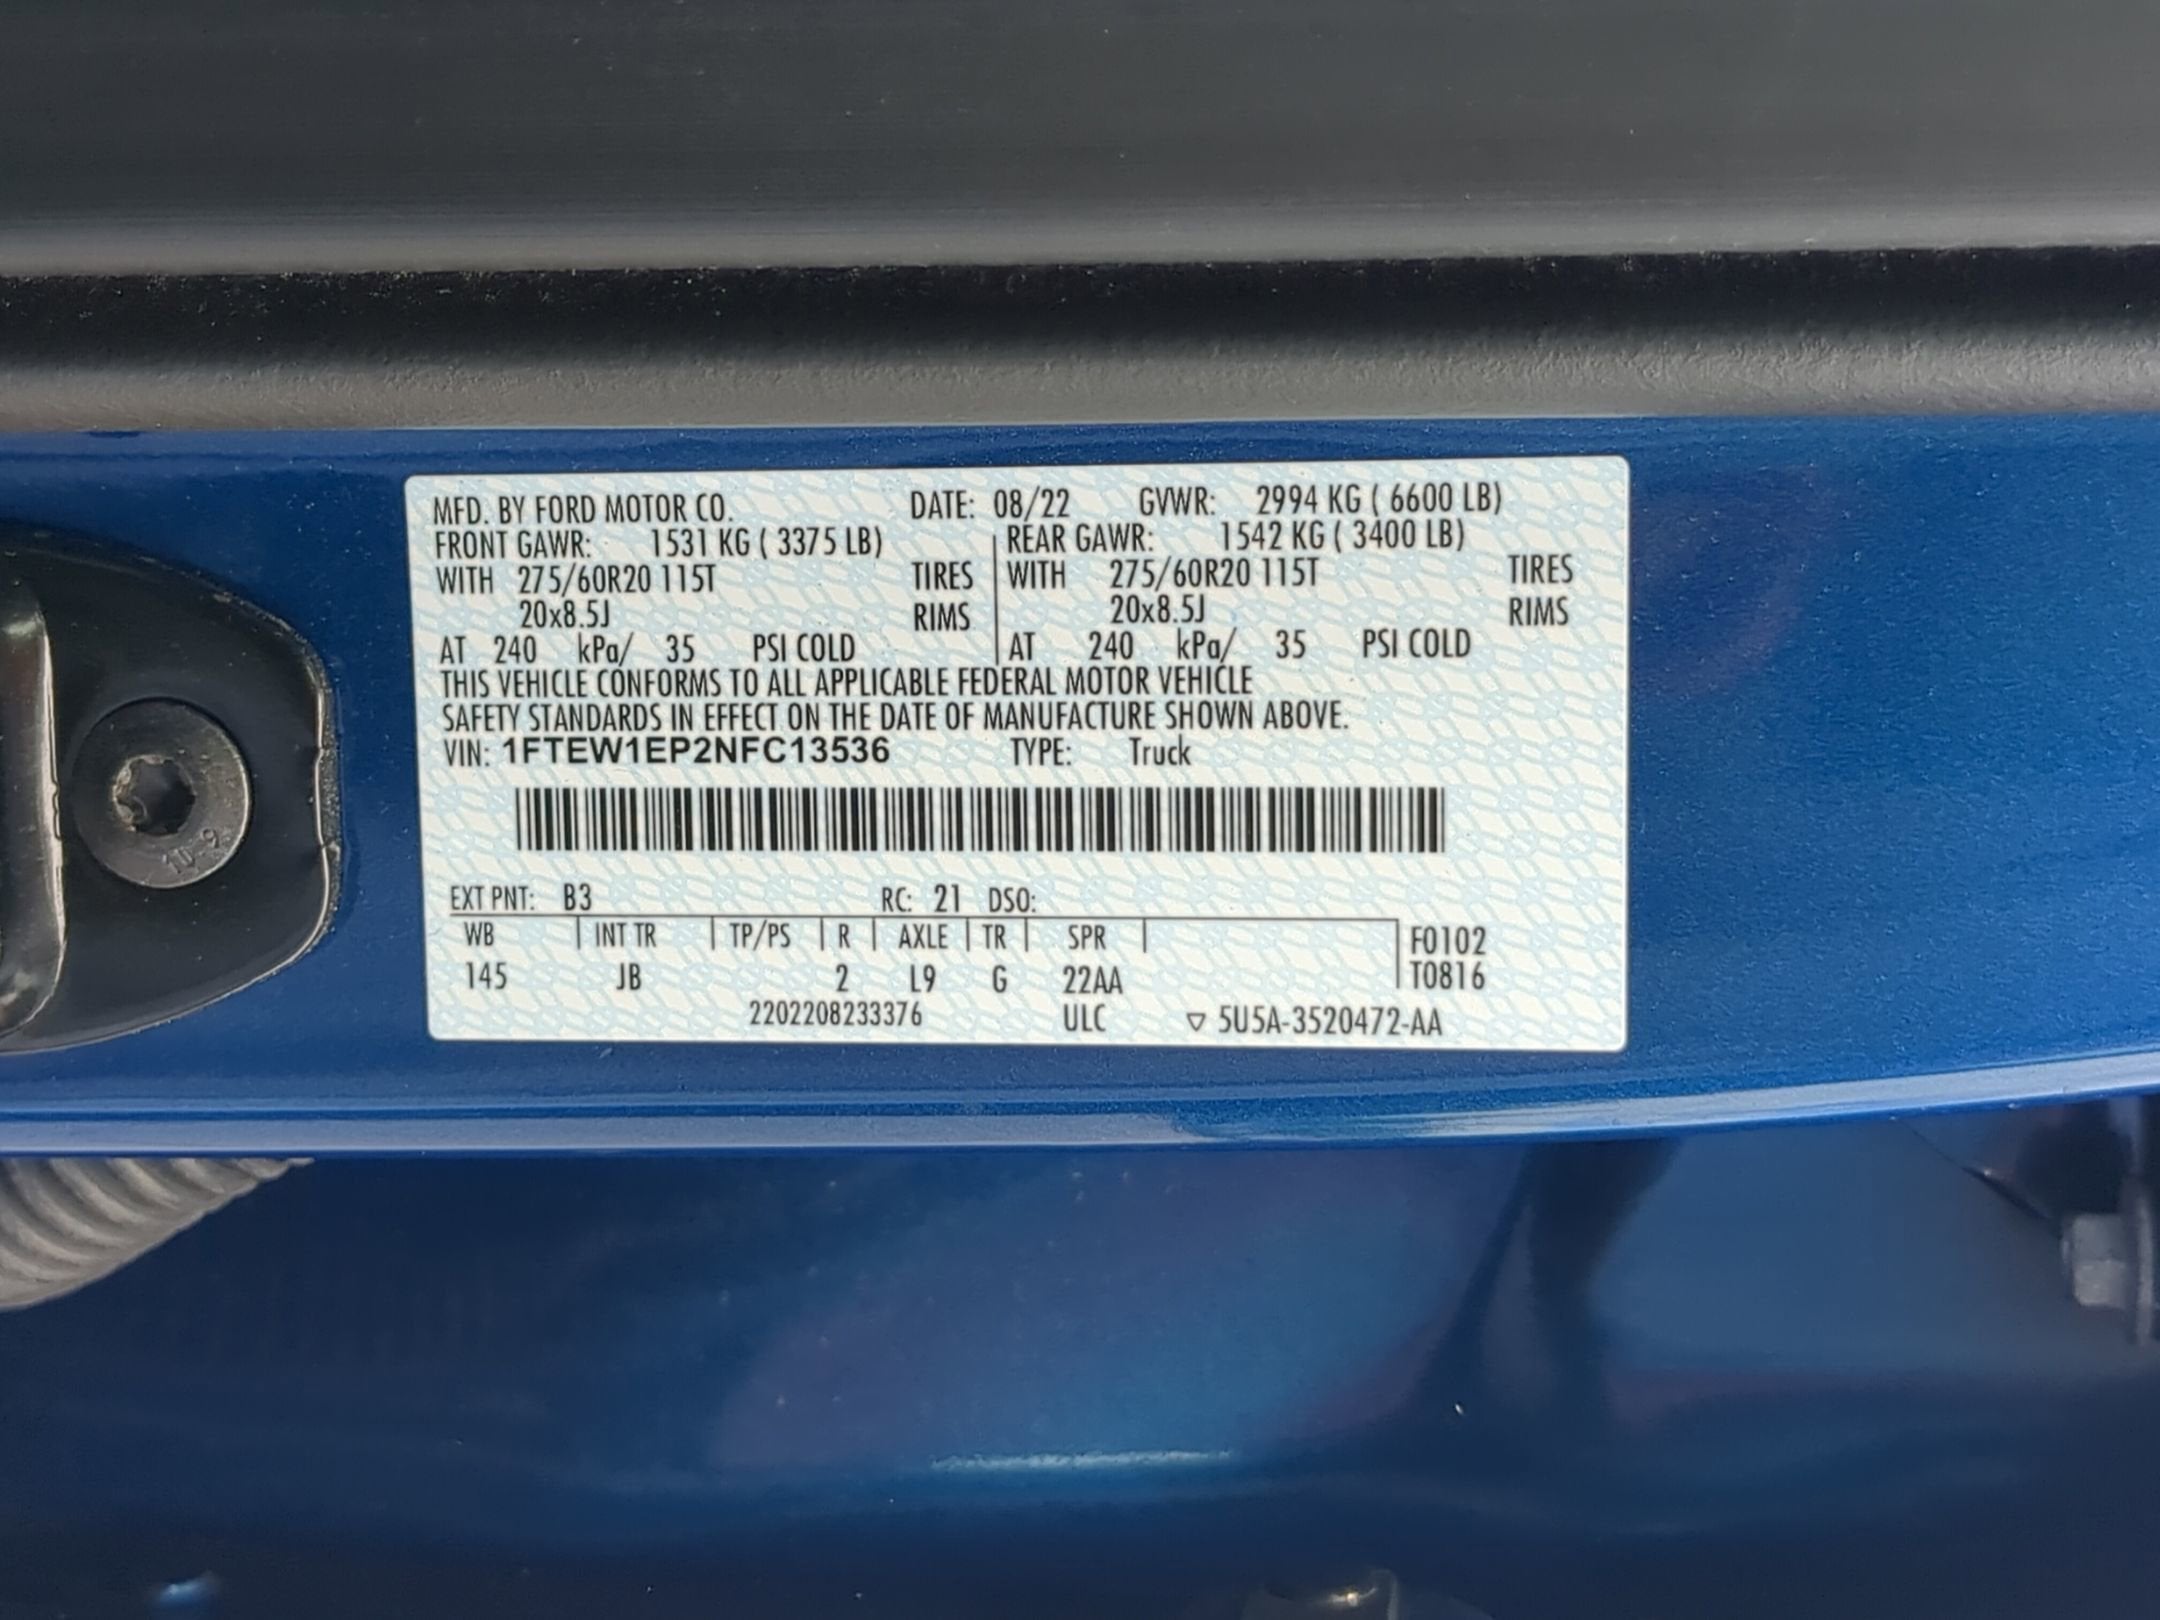 MFD. BY FORD MOTOR CO. DATE: 08/22 GVWR: 2994 KG ( 6600 LB)
FRONT GAWR: 1531 KG ( 3375 LB) REAR GAWR: 1542 KG ( 3400 LB)
WITH 275/60R20 115T TIRES WITH 275/60R20 115T TIRES
20x8.5J RIMS 20x8.5J RIMS
AT 240 kPa/ 35 PSI COLD AT 240 kPa/ 35 PSI COLD
THIS VEHICLE CONFORMS TO ALL APPLICABLE FEDERAL MOTOR VEHICLE
SAFETY STANDARDS IN EFFECT ON THE DATE OF MANUFACTURE SHOWN ABOVE.
VIN: 1FTEW1EP2NFC13536 TYPE: Truck
EXT PNT: B3 RC: 21 DSO:
WB INT TR TP/PS R AXLE TR SPR F0102
145 JB 2 L9 G 22AA T0816
2202208233376 ULC ▽ 5U5A-3520472-AA
10 9